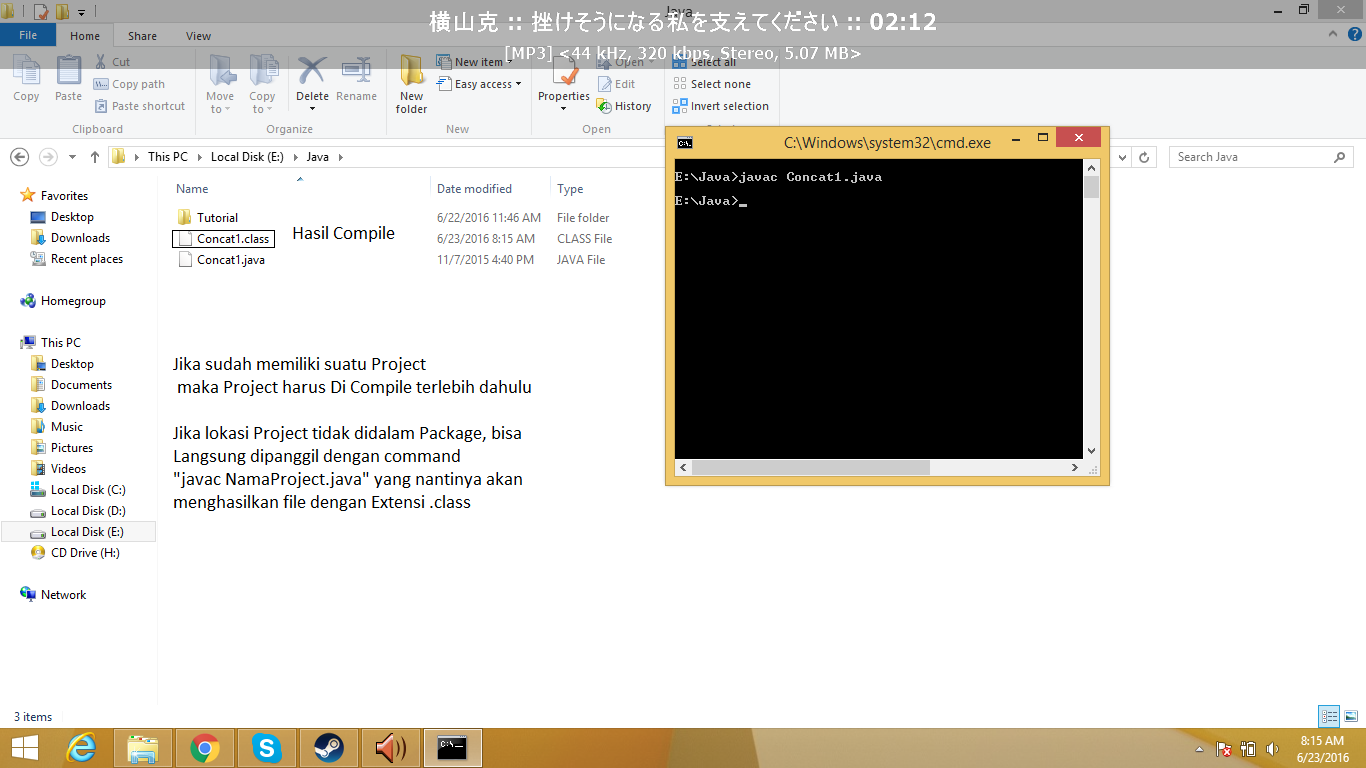 Java
横山克 :: 挫けそうになる私を支えてください :: 02:12
[MP3] <44 kHz, 320 kbps, Stereo, 5.07 MB>
File Home Share View
Copy
Paste
Cut
Copy path
Paste shortcut
Clipboard
Move to
Copy to
Delete
Rename
Organize
New folder
New item
Easy access
New
Properties
Open
Edit
History
Open
Select all
Select none
Invert selection
This PC Local Disk (E:) Java
Search Java
Favorites
Desktop
Downloads
Recent places
Homegroup
This PC
Desktop
Documents
Downloads
Music
Pictures
Videos
Local Disk (C:)
Local Disk (D:)
Local Disk (E:)
CD Drive (H:)
Network
Name Date modified Type
Tutorial 6/22/2016 11:46 AM File folder
Concat1.class 6/23/2016 8:15 AM CLASS File
Concat1.java 11/7/2015 4:40 PM JAVA File
Hasil Compile
Jika sudah memiliki suatu Project
maka Project harus Di Compile terlebih dahulu
Jika lokasi Project tidak didalam Package, bisa
Langsung dipanggil dengan command
"javac NamaProject.java" yang nantinya akan
menghasilkan file dengan Extensi .class
C:\Windows\system32\cmd.exe
E:\Java>javac Concat1.java
E:\Java>_
3 items
8:15 AM
6/23/2016